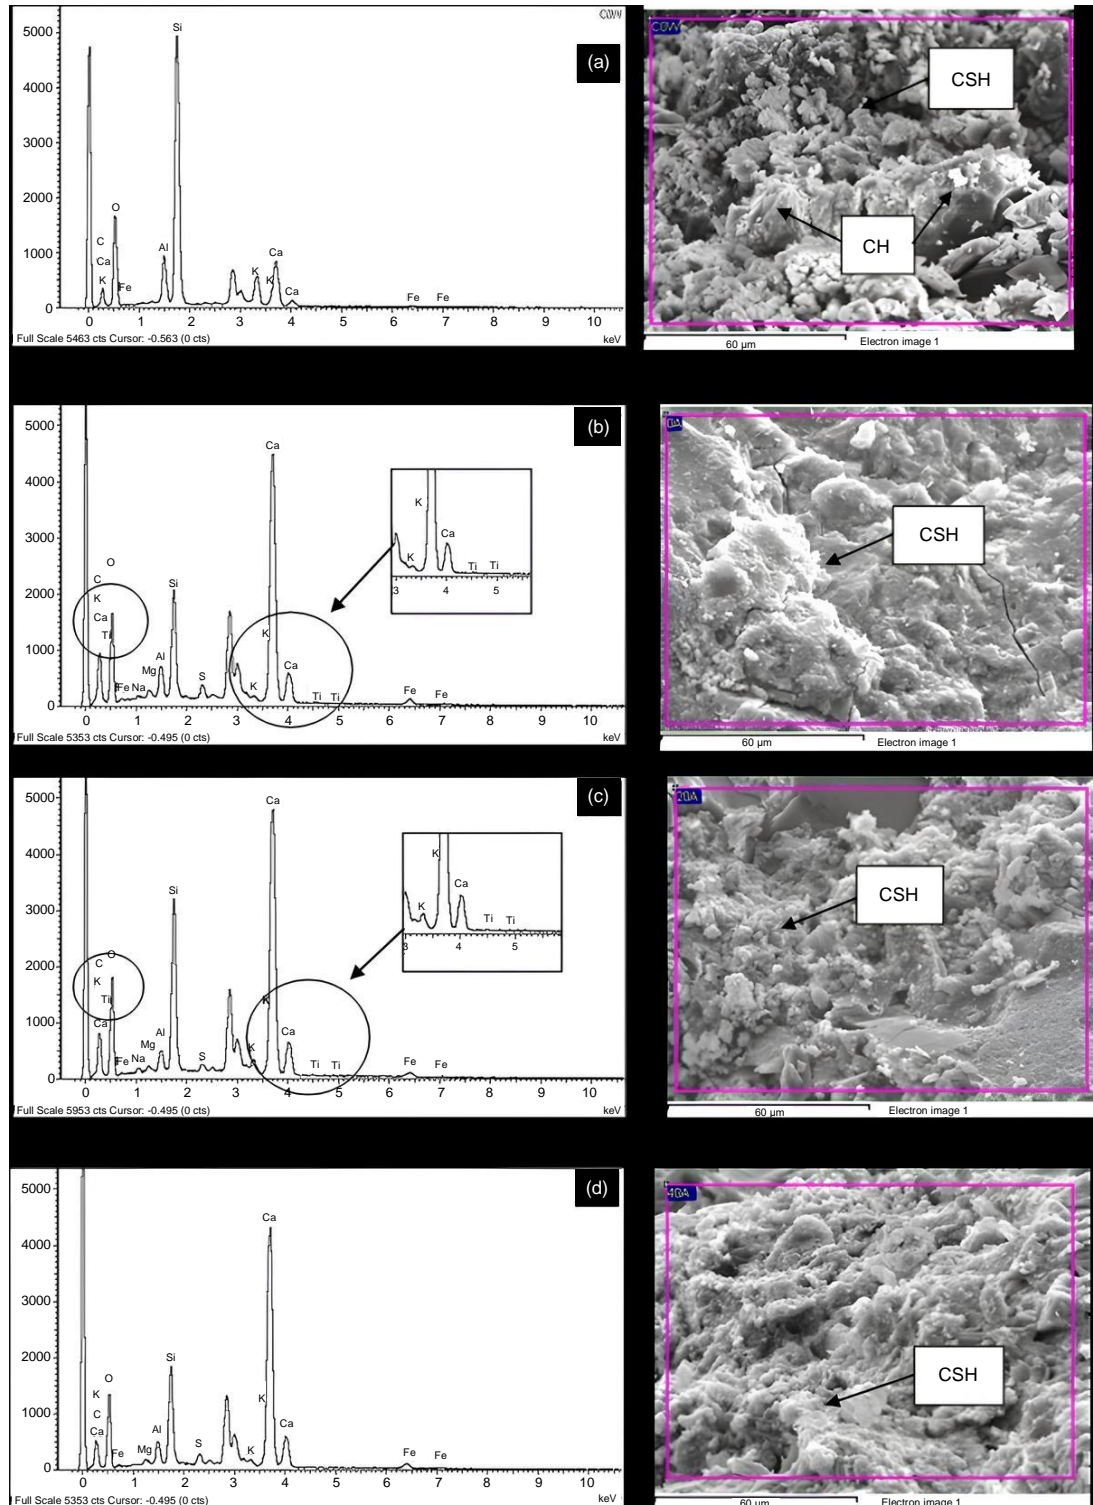 COW
5000
4000
3000
2000
1000
0
Si
O
C
Ca
K
Fe
Al
K
K
Ca
Ca
Fe
Fe
0 1 2 3 4 5 6 7 8 9 10
Full Scale 5463 cts Cursor: -0.563 (0 cts)
keV
(a)
COW
CSH
CH
60 µm
Electron image 1
5000
4000
3000
2000
1000
0
O
C
K
Ca
Ti
Fe
Na
Mg
Al
Si
S
K
K
Ca
Ca
Ti
Ti
Fe
Fe
K
K
Ca
Ti
Ti
3 4 5
0 1 2 3 4 5 6 7 8 9 10
Full Scale 5353 cts Cursor: -0.495 (0 cts)
keV
(b)
CSH
60 µm
Electron image 1
5000
4000
3000
2000
1000
0
O
C
K
Ti
Ca
Fe
Na
Mg
Al
Si
S
K
K
Ca
Ca
Ti
Ti
Fe
Fe
K
K
Ca
Ti
Ti
3 4 5
0 1 2 3 4 5 6 7 8 9 10
Full Scale 5953 cts Cursor: -0.495 (0 cts)
keV
(c)
20A
CSH
60 µm
Electron image 1
5000
4000
3000
2000
1000
0
O
K
C
Ca
Fe
Mg
Al
Si
S
K
K
Ca
Ca
Fe
Fe
0 1 2 3 4 5 6 7 8 9
Full Scale 5353 cts Cursor: -0.495 (0 cts)
keV
(d)
40A
CSH
60 µm
Electron image 1